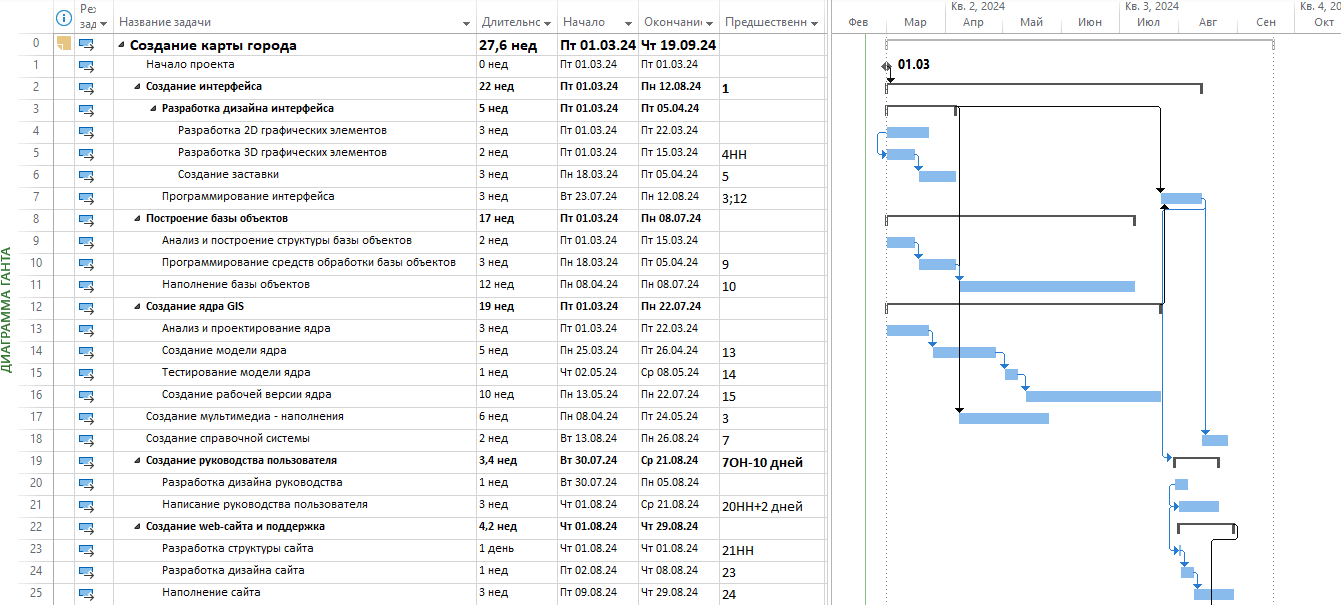 Ре:
зад
Название задачи
Длительнс
Начало
Окончани
Предшественн
Кв. 2, 2024
Кв. 3, 2024
Кв. 4, 20
Фев Мар Апр Май Июн Июл Авг Сен Окт
0 Создание карты города 27,6 нед Пт 01.03.24 Чт 19.09.24
1 Начало проекта 0 нед Пт 01.03.24 Пт 01.03.24
01.03
2 Создание интерфейса 22 нед Пт 01.03.24 Пн 12.08.24 1
3 Разработка дизайна интерфейса 5 нед Пт 01.03.24 Пт 05.04.24
4 Разработка 2D графических элементов 3 нед Пт 01.03.24 Пт 22.03.24
5 Разработка 3D графических элементов 2 нед Пт 01.03.24 Пт 15.03.24 4НН
6 Создание заставки 3 нед Пн 18.03.24 Пт 05.04.24 5
7 Программирование интерфейса 3 нед Вт 23.07.24 Пн 12.08.24 3;12
8 Построение базы объектов 17 нед Пт 01.03.24 Пн 08.07.24
9 Анализ и построение структуры базы объектов 2 нед Пт 01.03.24 Пт 15.03.24
10 Программирование средств обработки базы объектов 3 нед Пн 18.03.24 Пт 05.04.24 9
11 Наполнение базы объектов 12 нед Пн 08.04.24 Пн 08.07.24 10
12 Создание ядра GIS 19 нед Пт 01.03.24 Пн 22.07.24
13 Анализ и проектирование ядра 3 нед Пт 01.03.24 Пт 22.03.24
14 Создание модели ядра 5 нед Пн 25.03.24 Пт 26.04.24 13
15 Тестирование модели ядра 1 нед Чт 02.05.24 Ср 08.05.24 14
16 Создание рабочей версии ядра 10 нед Пн 13.05.24 Пн 22.07.24 15
17 Создание мультимедиа - наполнения 6 нед Пн 08.04.24 Пт 24.05.24 3
18 Создание справочной системы 2 нед Вт 13.08.24 Пн 26.08.24 7
19 Создание руководства пользователя 3,4 нед Вт 30.07.24 Ср 21.08.24 7ОН-10 дней
20 Разработка дизайна руководства 1 нед Вт 30.07.24 Пн 05.08.24
21 Написание руководства пользователя 3 нед Чт 01.08.24 Ср 21.08.24 20НН+2 дней
22 Создание web-сайта и поддержка 4,2 нед Чт 01.08.24 Чт 29.08.24
23 Разработка структуры сайта 1 день Чт 01.08.24 Чт 01.08.24 21НН
24 Разработка дизайна сайта 1 нед Пт 02.08.24 Чт 08.08.24 23
25 Наполнение сайта 3 нед Пт 09.08.24 Чт 29.08.24 24
ДИАГРАММА ГАНТА